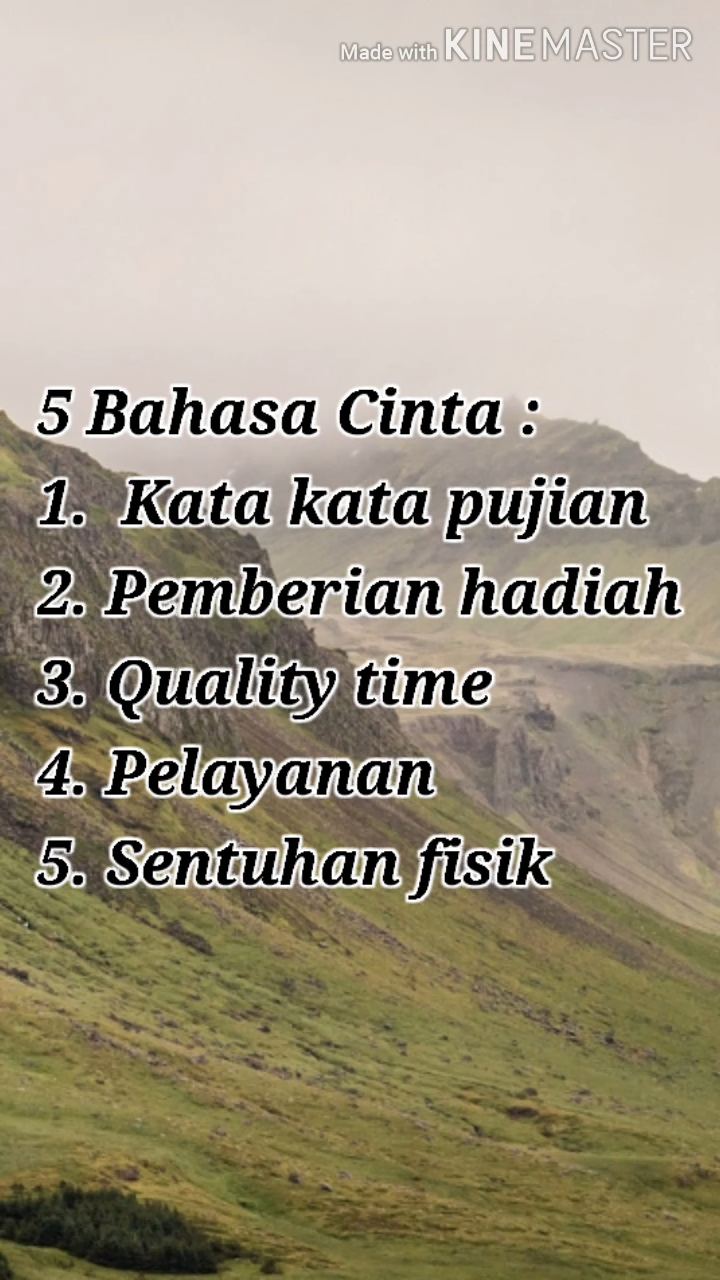 Made with KINEMASTER
5 Bahasa Cinta :
1. Kata kata pujian
2. Pemberian hadiah
3. Quality time
4. Pelayanan
5. Sentuhan fisik